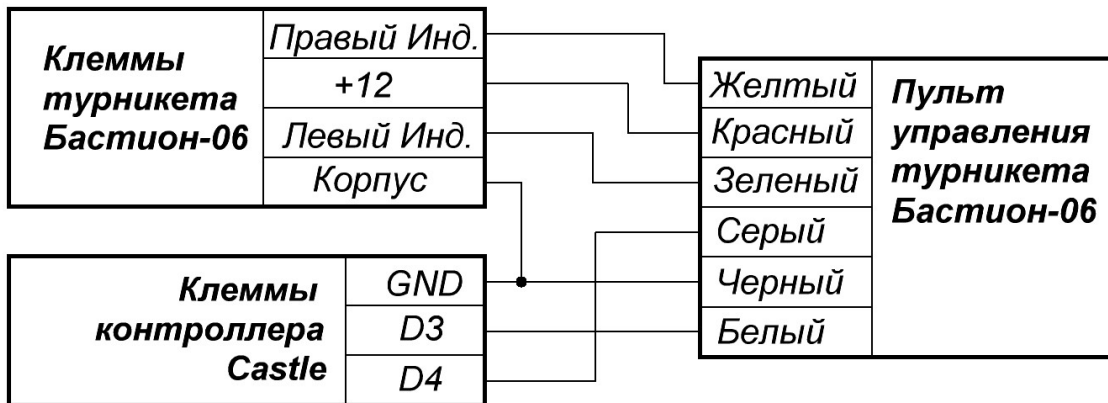 Клеммы
турникета
Бастион-06
Правый Инд.
+12
Левый Инд.
Корпус
Клеммы
контроллера
Castle
GND
D3
D4
Желтый
Красный
Зеленый
Серый
Черный
Белый
Пульт
управления
турникета
Бастион-06